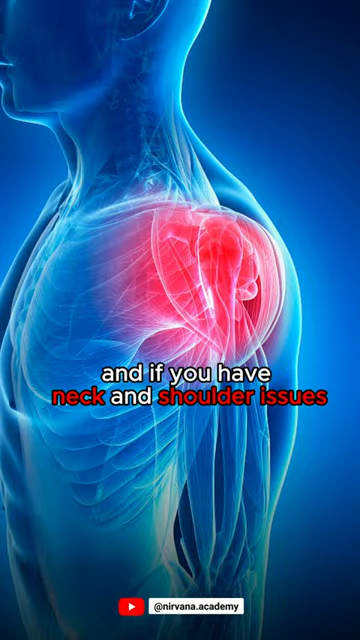 and if you have
neck and shoulder issues
@nirvana.academy